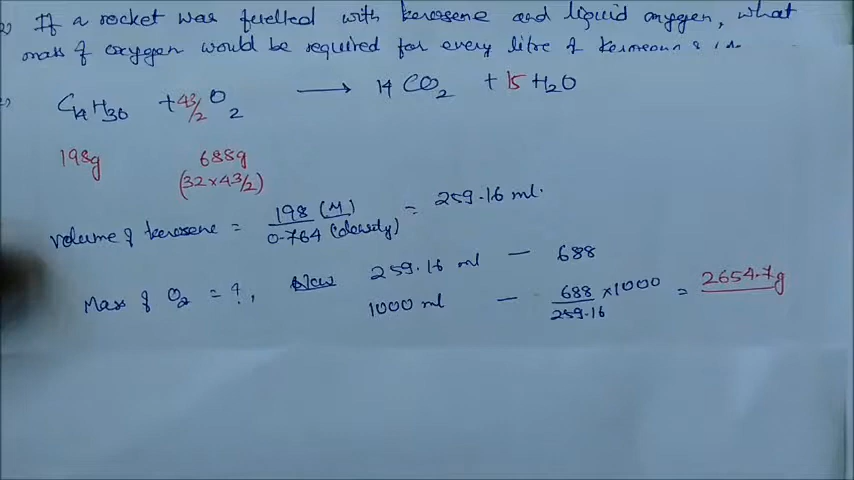 If a rocket was fuelled with kerosene and liquid oxygen, what
mass of oxygen would be required for every litre of
C14H30 + 43/2 O2 ⟶ 14 CO2 + 15 H2O
198g 688g
(32×43/2)
volume of kerosene = 198 (M) / 0.764 (density) = 259.16 ml.
Mass of O2 = ?, Now 259.16 ml — 688
1000 ml — 688/259.16 ×1000 = 2654.7g